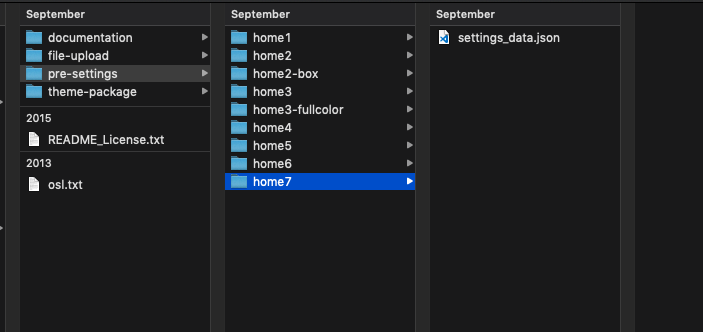 September
documentation
file-upload
pre-settings
theme-package
2015
README_License.txt
2013
osl.txt
September
home1
home2
home2-box
home3
home3-fullcolor
home4
home5
home6
home7
September
settings_data.json